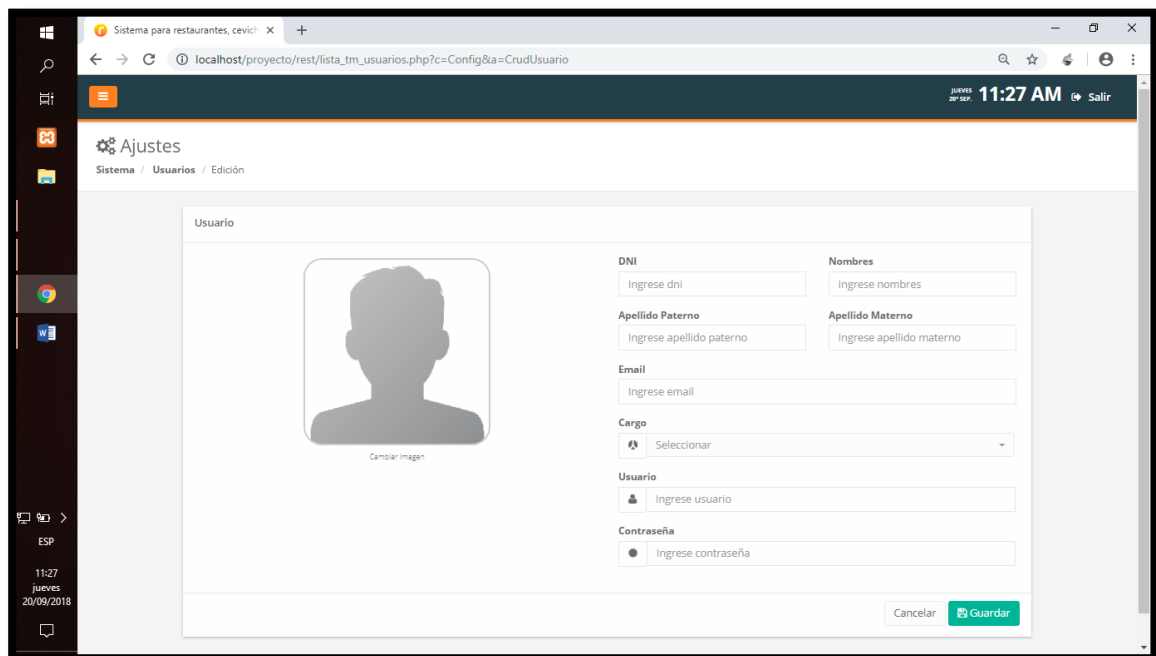 Sistema para restaurantes, cevich
localhost/proyecto/rest/lista_tm_usuarios.php?c=Config&a=CrudUsuario
JUEVES
20° SEP.
11:27 AM
Salir
Ajustes
Sistema / Usuarios / Edición
Usuario
DNI
Nombres
Ingrese dni
Ingrese nombres
Apellido Paterno
Apellido Materno
Ingrese apellido paterno
Ingrese apellido materno
Email
Ingrese email
Cargo
Seleccionar
Cambiar Imagen
Usuario
Ingrese usuario
Contraseña
Ingrese contraseña
Cancelar
Guardar
ESP
11:27
jueves
20/09/2018